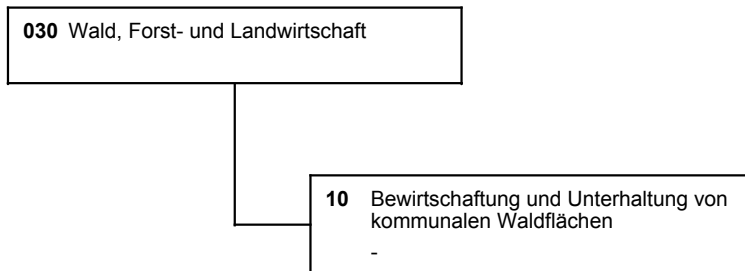 030 Wald, Forst- und Landwirtschaft
10 Bewirtschaftung und Unterhaltung von
kommunalen Waldflächen
-